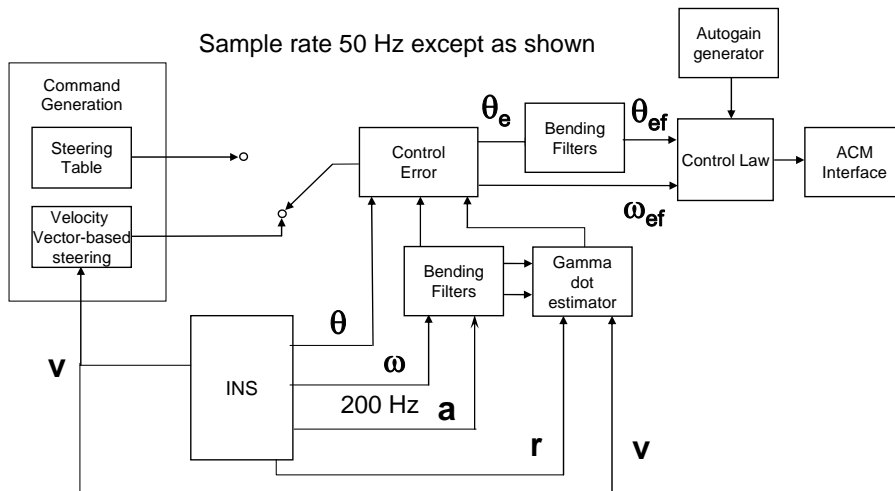 Sample rate 50 Hz except as shown
Autogain
generator
Command
Generation
Steering
Table
Velocity
Vector-based
steering
Control
Error
θe
Bending
Filters
θef
Control Law
ACM
Interface
ωef
Bending
Filters
Gamma
dot
estimator
θ
v
INS
ω
200 Hz
a
r
v